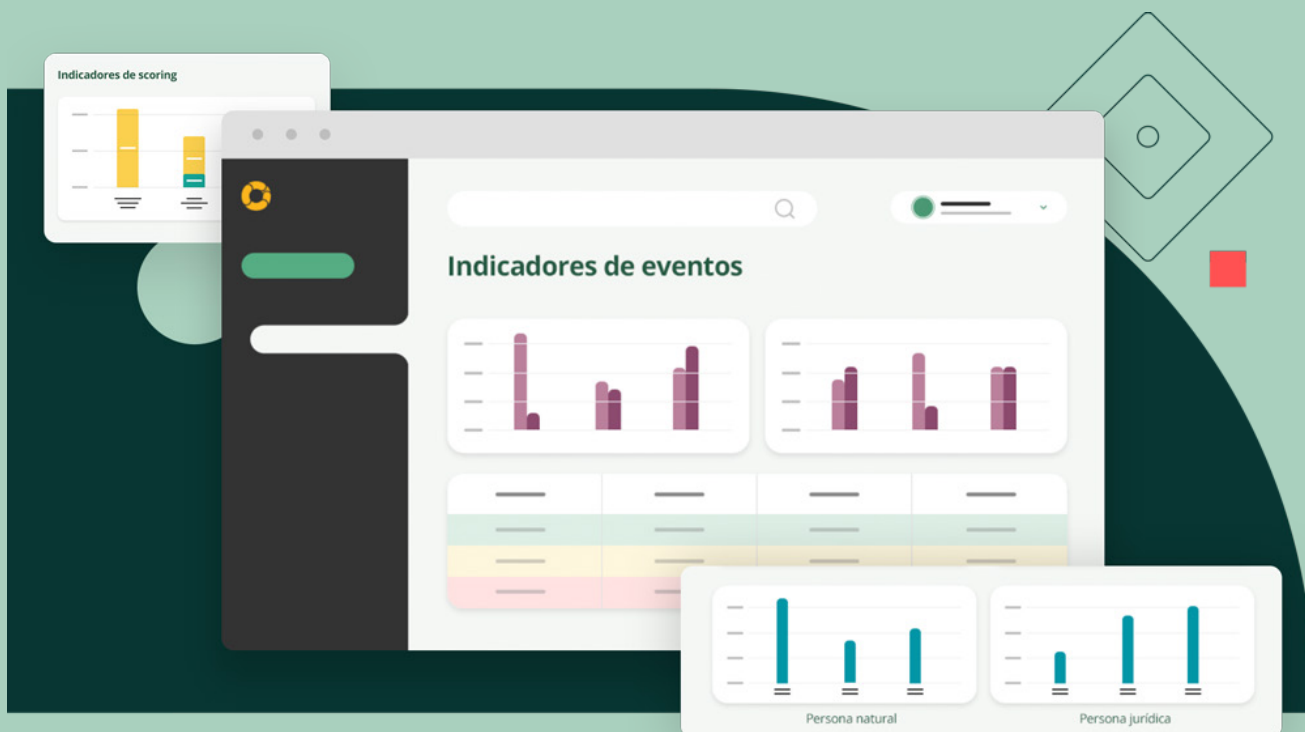 Indicadores de scoring
Indicadores de eventos
Persona natural
Persona jurídica